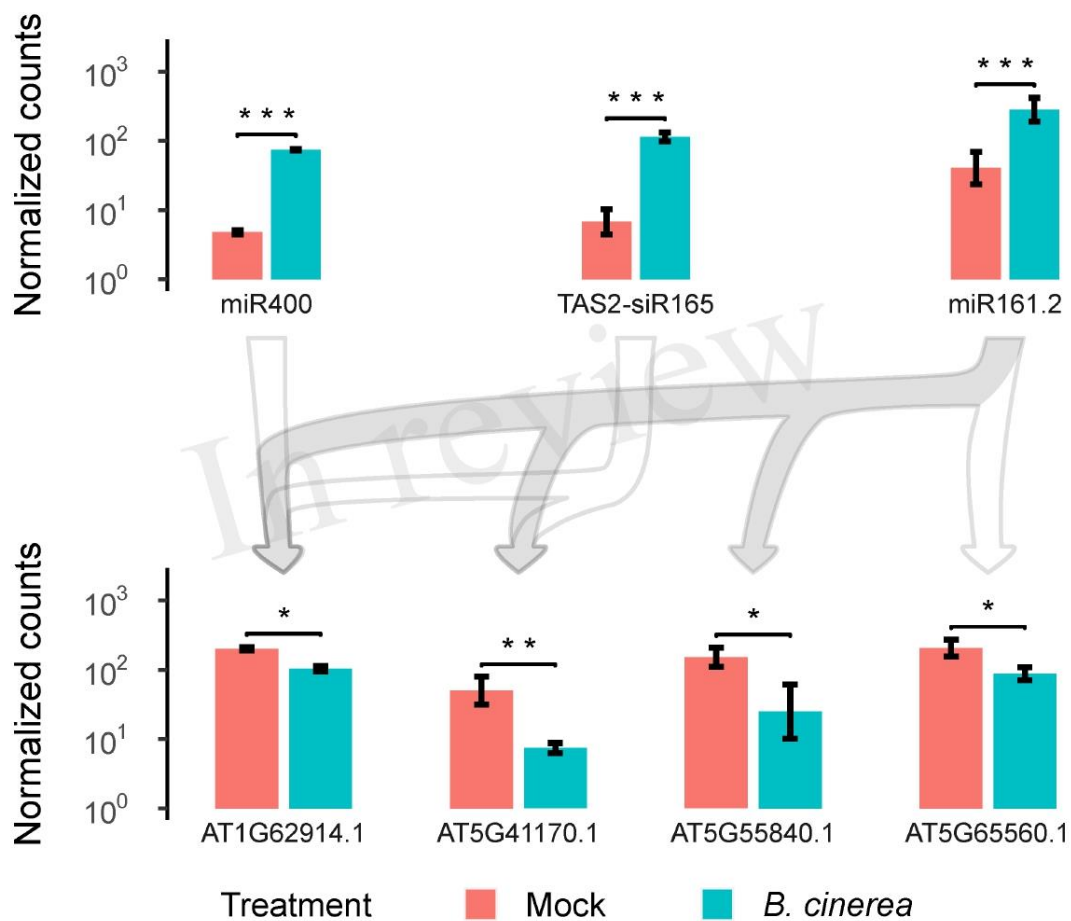 Normalized counts
10³
10²
10¹
10⁰
* * *
* * *
* * *
miR400 TAS2-siR165 miR161.2
In review
Normalized counts
10³
10²
10¹
10⁰
*
* *
*
*
AT1G62914.1 AT5G41170.1 AT5G55840.1 AT5G65560.1
Treatment Mock B. cinerea